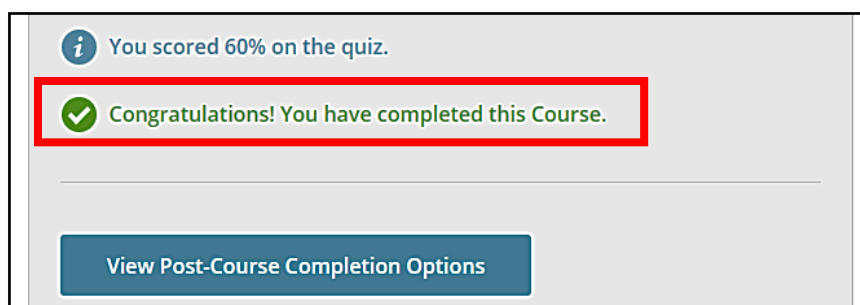 You scored 60% on the quiz.
Congratulations! You have completed this Course.
View Post-Course Completion Options